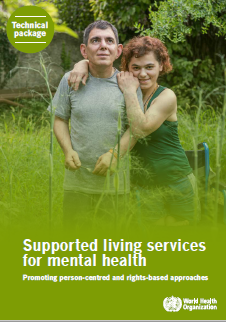 Technical
package
Supported living services
for mental health
Promoting person-centred and rights-based approaches
World Health
Organization